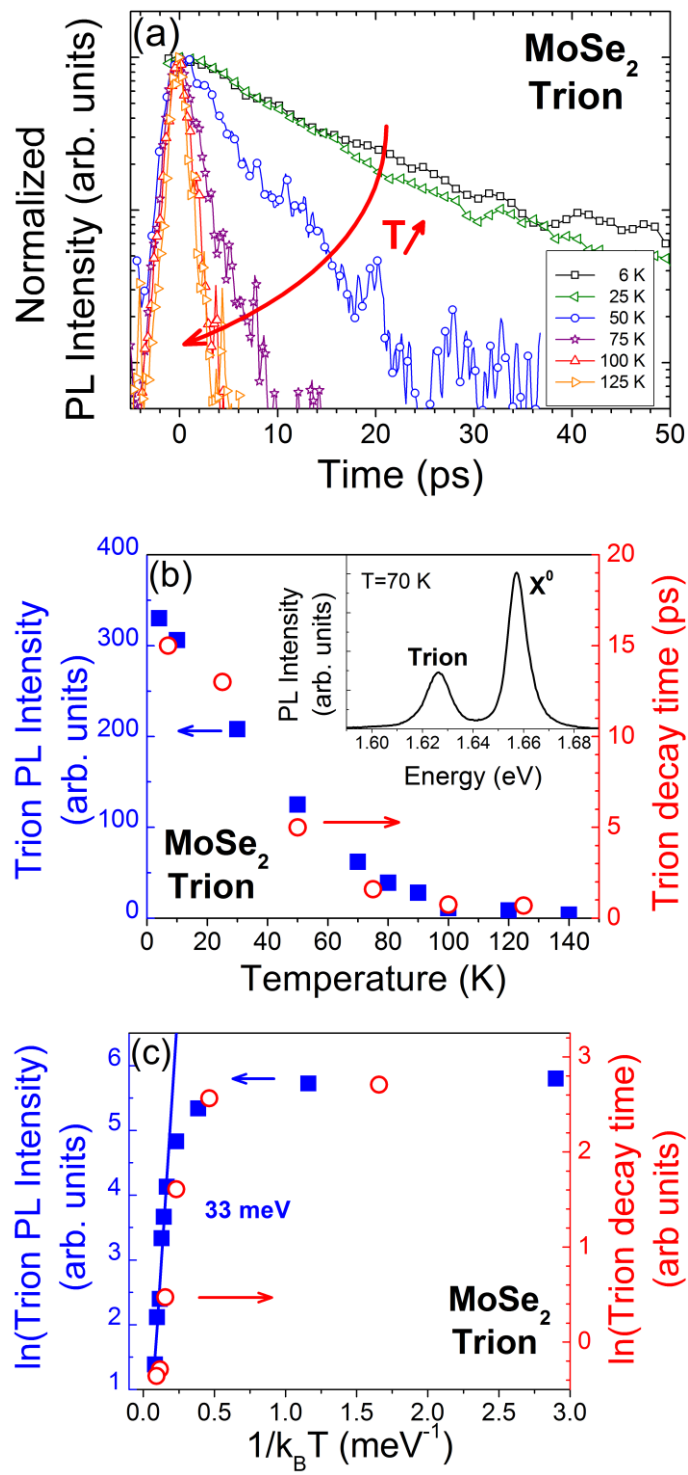 (a)
MoSe2
Trion
Normalized
PL Intensity (arb. units)
T
6 K
25 K
50 K
75 K
100 K
125 K
0 10 20 30 40 50
Time (ps)
(b)
400
300
200
100
0
Trion PL Intensity
(arb. units)
T=70 K
X0
Trion
PL Intensity
(arb. units)
1.60 1.62 1.64 1.66 1.68
Energy (eV)
20
15
10
5
0
Trion decay time (ps)
MoSe2
Trion
0 20 40 60 80 100 120 140
Temperature (K)
(c)
6
5
4
3
2
1
ln(Trion PL Intensity)
(arb. units)
33 meV
3
2
1
0
ln(Trion decay time)
(arb units)
MoSe2
Trion
0.0 0.5 1.0 1.5 2.0 2.5 3.0
1/kBT (meV-1)